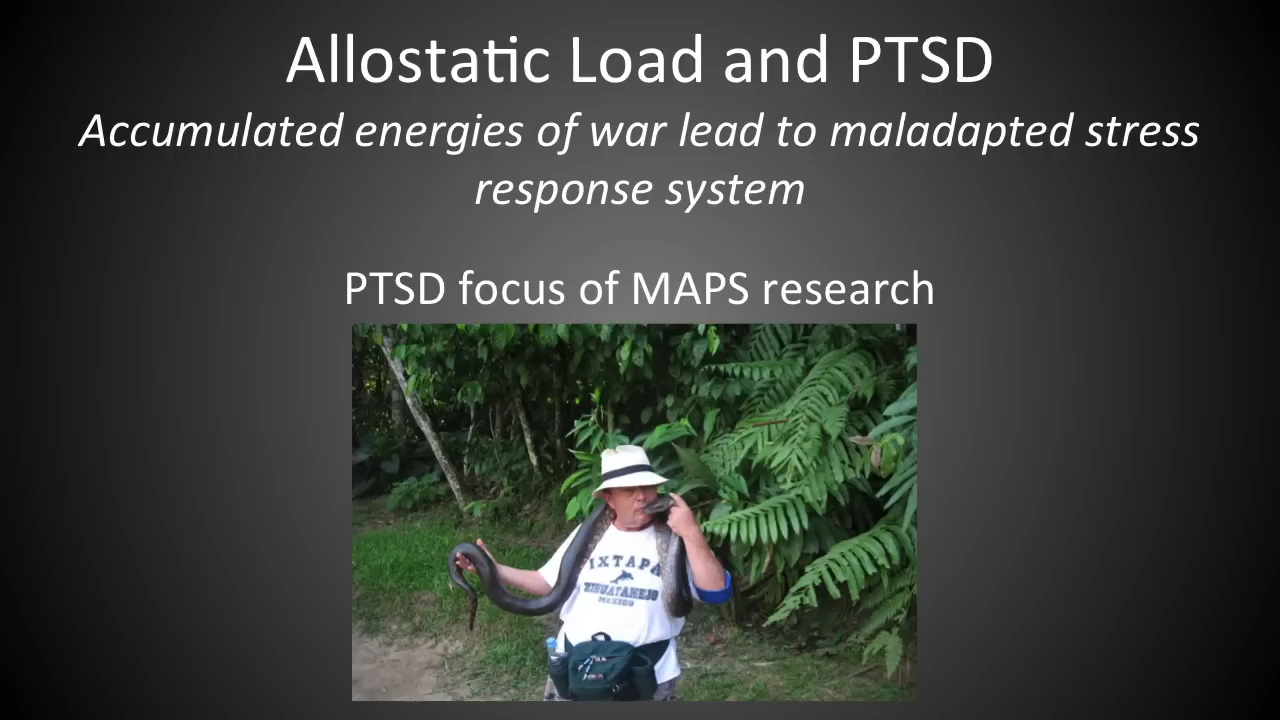 Allostatic Load and PTSD
Accumulated energies of war lead to maladapted stress
response system
PTSD focus of MAPS research
IXTAPA
ZIHUATANEJO
MEXICO